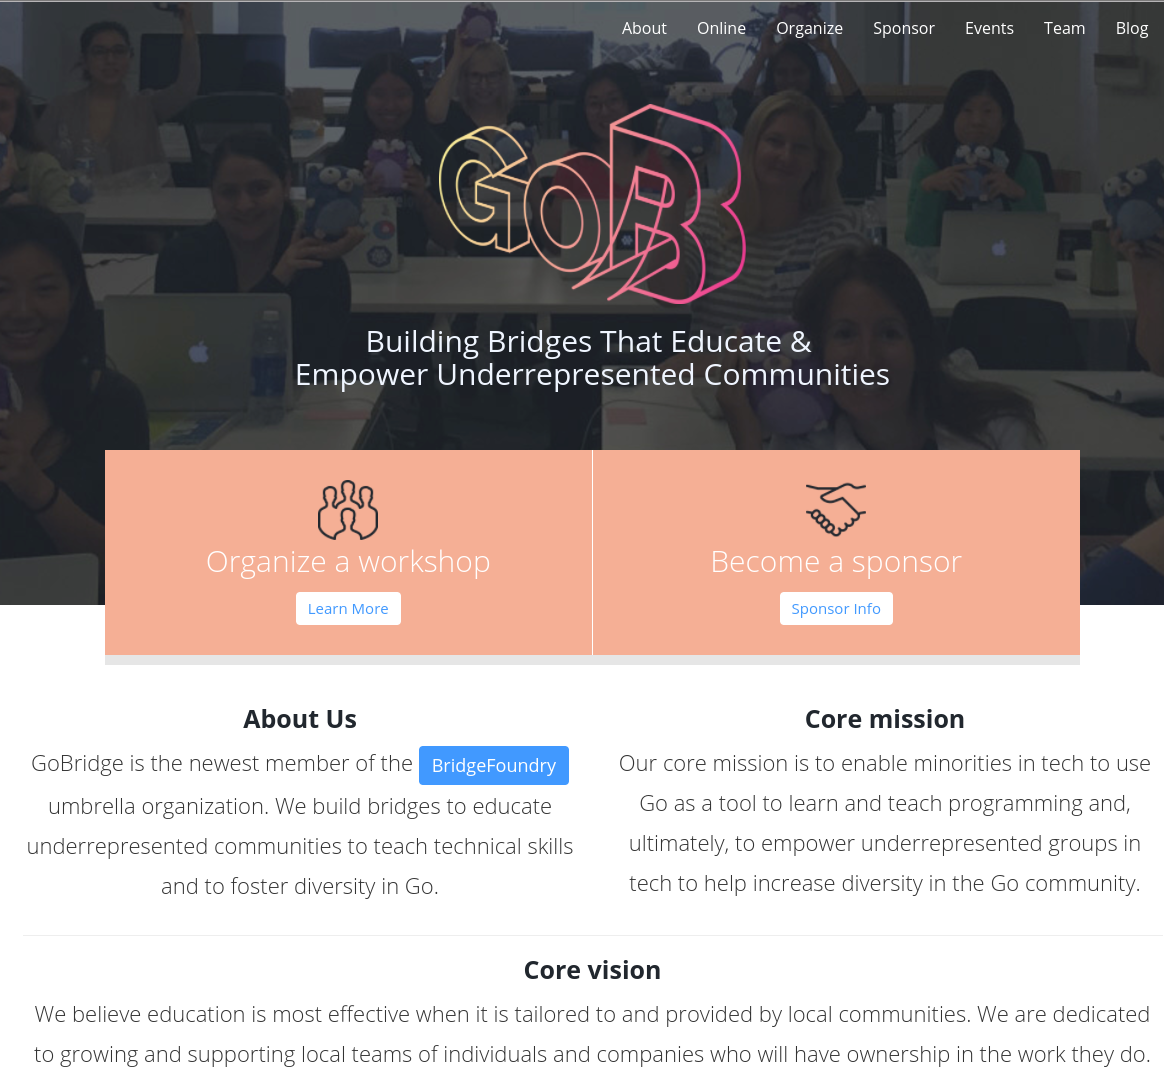 About Online Organize Sponsor Events Team Blog
GoB
Building Bridges That Educate &
Empower Underrepresented Communities
Organize a workshop
Learn More
Become a sponsor
Sponsor Info
About Us
GoBridge is the newest member of the BridgeFoundry
umbrella organization. We build bridges to educate
underrepresented communities to teach technical skills
and to foster diversity in Go.
Core mission
Our core mission is to enable minorities in tech to use
Go as a tool to learn and teach programming and,
ultimately, to empower underrepresented groups in
tech to help increase diversity in the Go community.
Core vision
We believe education is most effective when it is tailored to and provided by local communities. We are dedicated
to growing and supporting local teams of individuals and companies who will have ownership in the work they do.